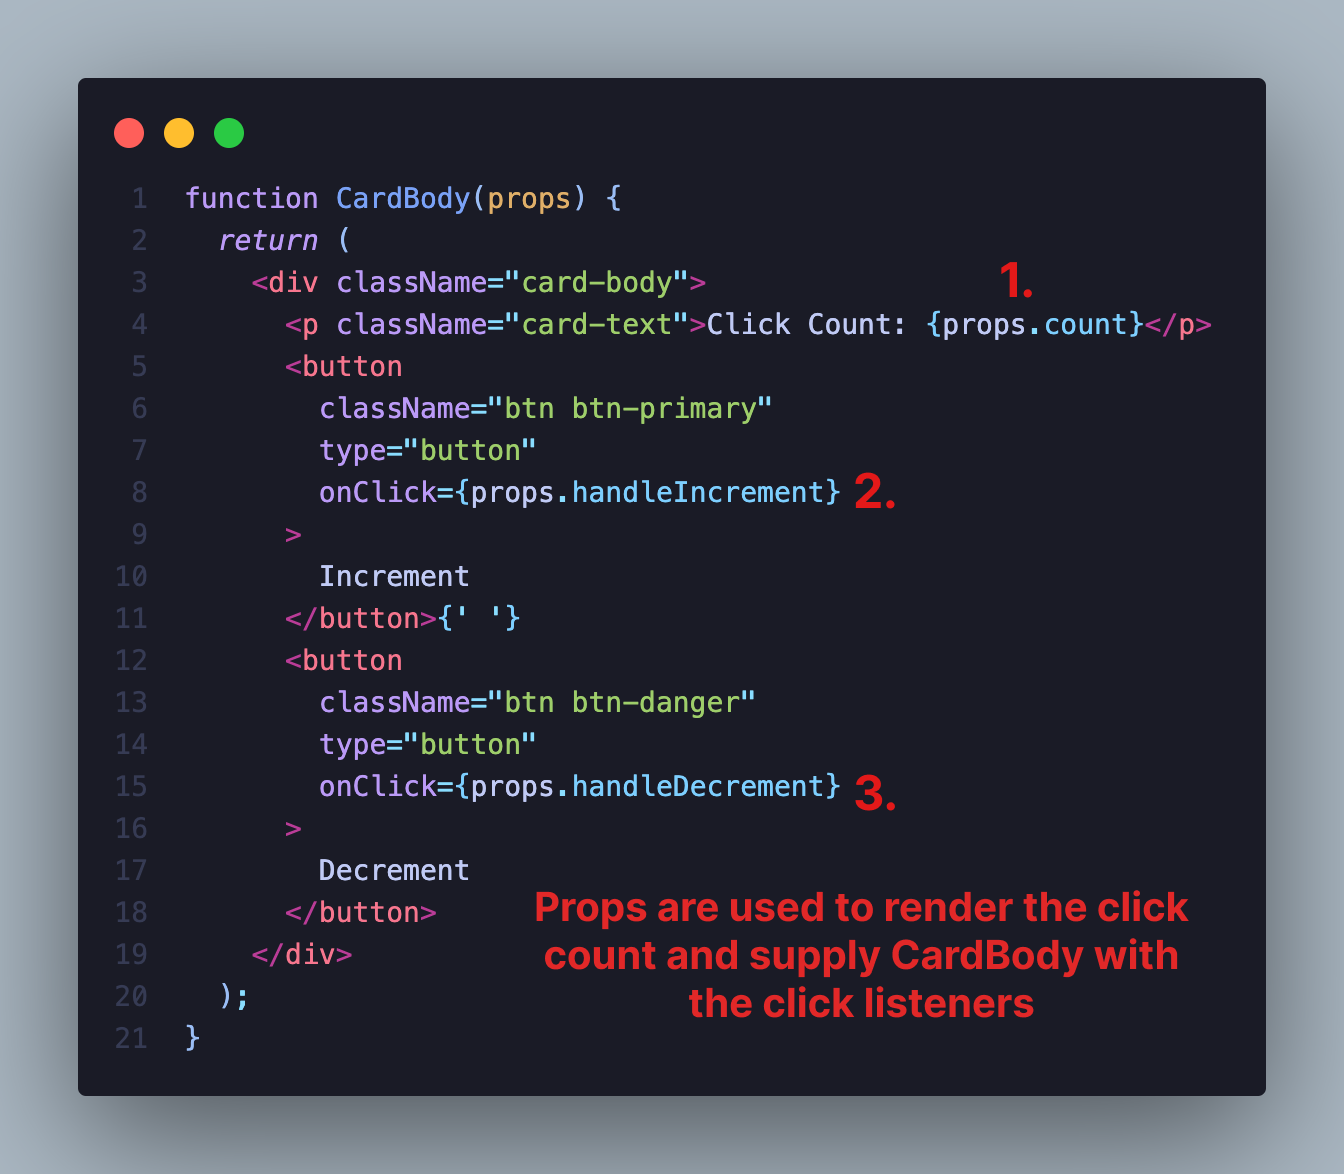 1 function CardBody(props) {
2   return (
3     <div className="card-body">
1.
4       <p className="card-text">Click Count: {props.count}</p>
5       <button
6         className="btn btn-primary"
7         type="button"
8         onClick={props.handleIncrement} 2.
9       >
10         Increment
11       </button>{' '}
12       <button
13         className="btn btn-danger"
14         type="button"
15         onClick={props.handleDecrement} 3.
16       >
17         Decrement
18       </button>
19     </div>
20   );
21 }
Props are used to render the click
count and supply CardBody with
the click listeners